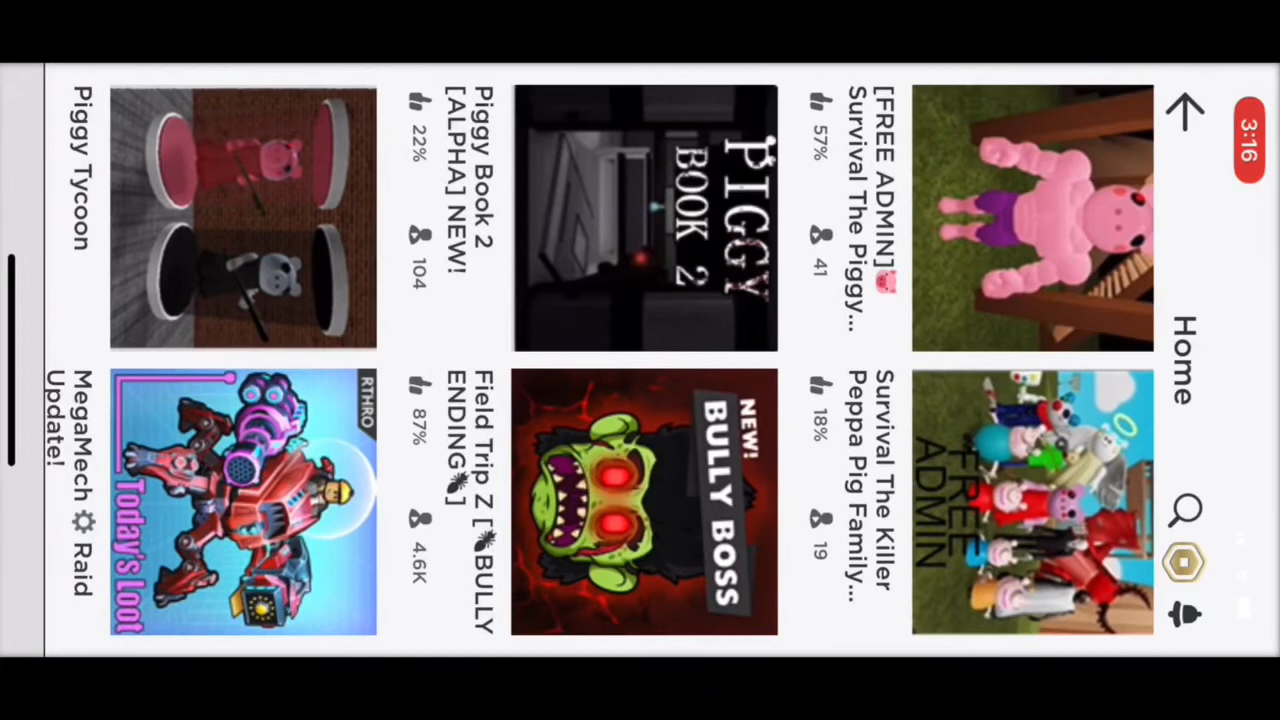 3:16
Home
FREE
ADMIN
[FREE ADMIN]🐷
Survival The Piggy...
57%
41
Survival The Killer
Peppa Pig Family...
18%
19
PIGGY
BOOK 2
NEW!
BULLY BOSS
Piggy Book 2
[ALPHA] NEW!
22%
104
Field Trip Z [🐜BULLY
ENDING🐜]
87%
4.6K
RTHRO
Today's Loot
Piggy Tycoon
MegaMech ⚙️ Raid
Update!